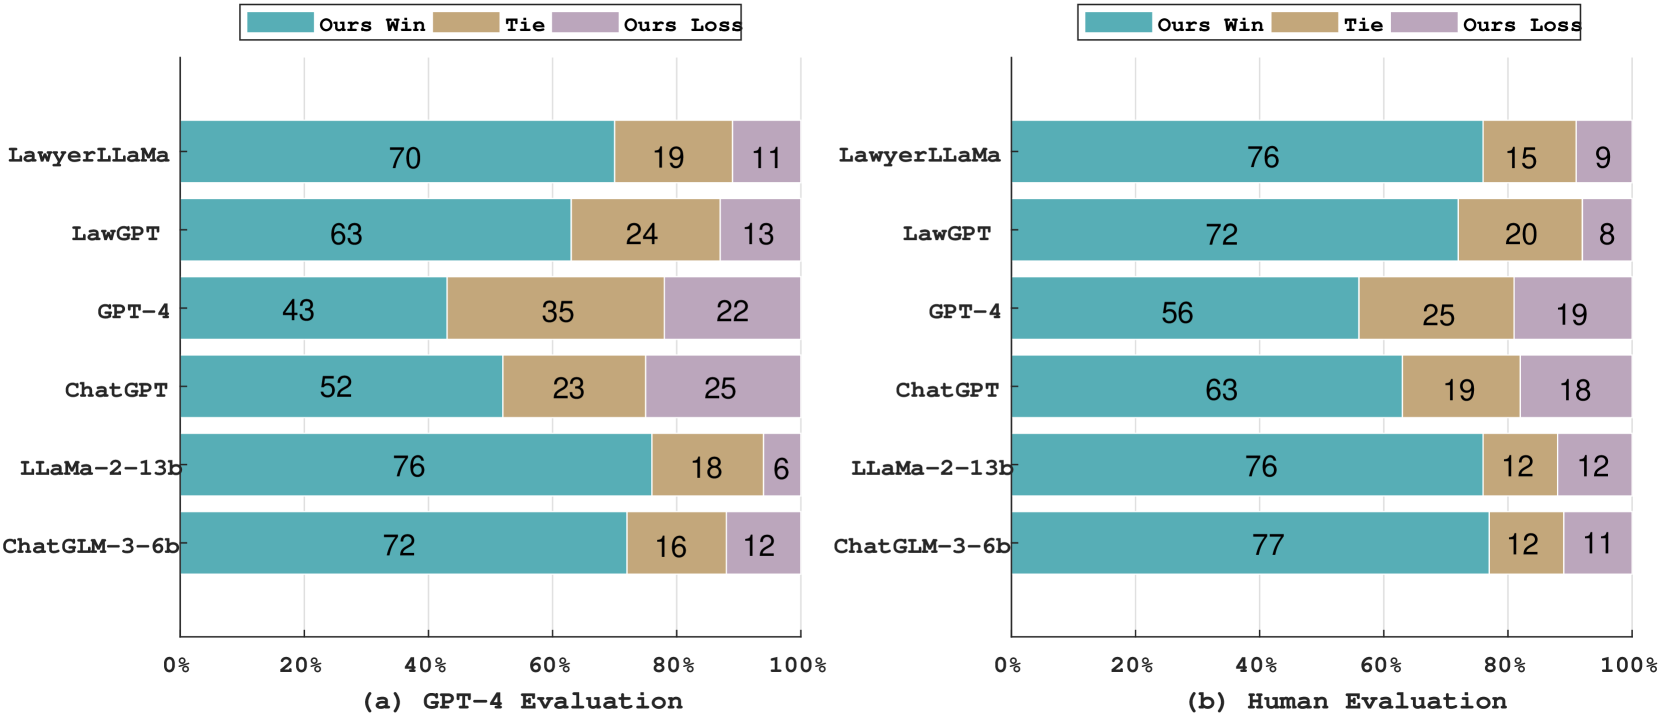 Ours Win Tie Ours Loss
LawyerLLaMa 70 19 11
LawGPT 63 24 13
GPT-4 43 35 22
ChatGPT 52 23 25
LLaMa-2-13b 76 18 6
ChatGLM-3-6b 72 16 12
0% 20% 40% 60% 80% 100%
(a) GPT-4 Evaluation
Ours Win Tie Ours Loss
LawyerLLaMa 76 15 9
LawGPT 72 20 8
GPT-4 56 25 19
ChatGPT 63 19 18
LLaMa-2-13b 76 12 12
ChatGLM-3-6b 77 12 11
0% 20% 40% 60% 80% 100%
(b) Human Evaluation